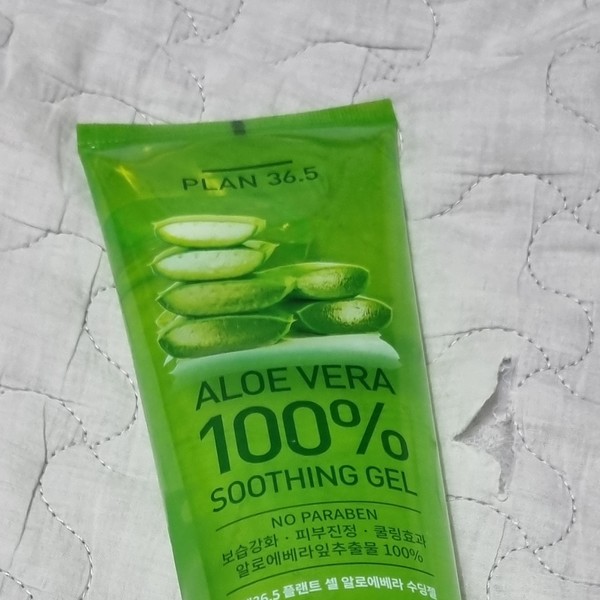 PLAN 36.5
ALOE VERA
100%
SOOTHING GEL
NO PARABEN
보습강화 · 피부진정 · 쿨링효과
알로에베라잎추출물 100%
36.5 플랜트 셀 알로에베라 수딩젤